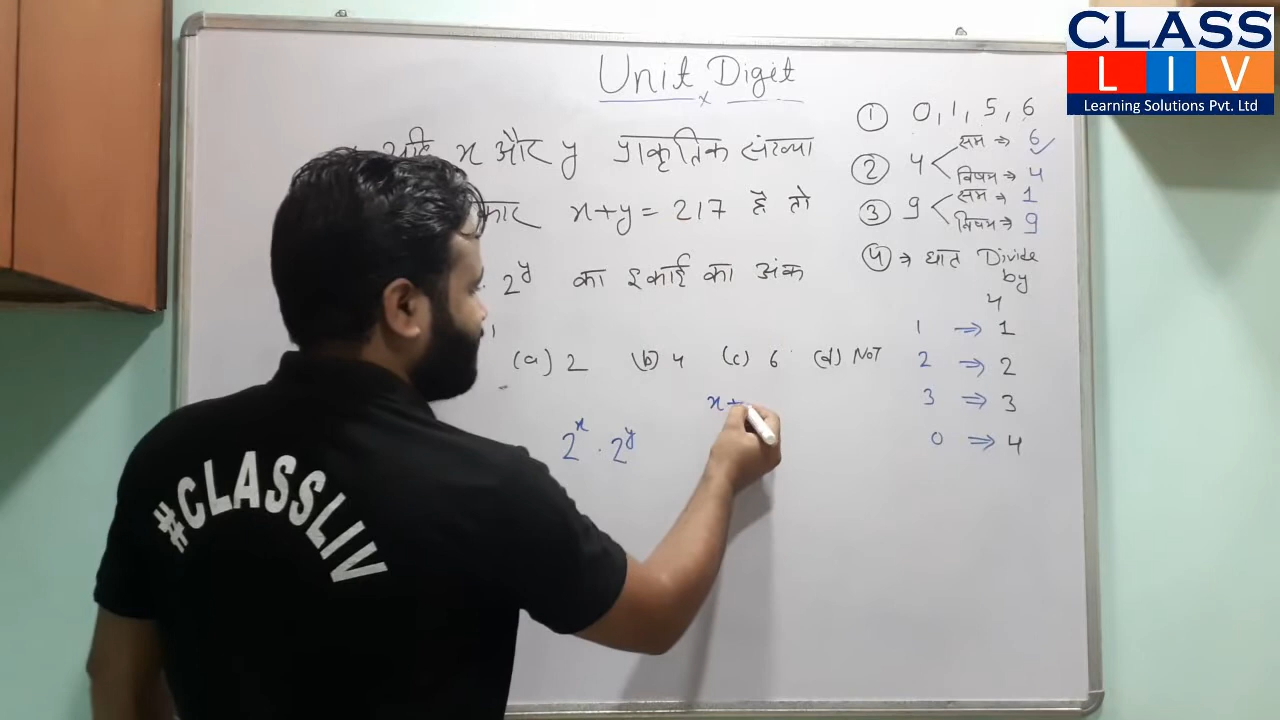 CLASS
LIV
Learning Solutions Pvt. Ltd
Unit Digit
x और y प्राकृतिक संख्या
x+y = 217 है तो
. 2^y का इकाई का अंक
(a) 2 (b) 4 (c) 6 (d) NOT
2^x . 2^y
x+
① 0, 1, 5, 6
② 4 सम → 6 ✓
विषम → 4
③ 9 सम → 1
विषम → 9
④ → घात Divide
by
4
1 ⇒ 1
2 ⇒ 2
3 ⇒ 3
0 ⇒ 4
#CLASSLIV